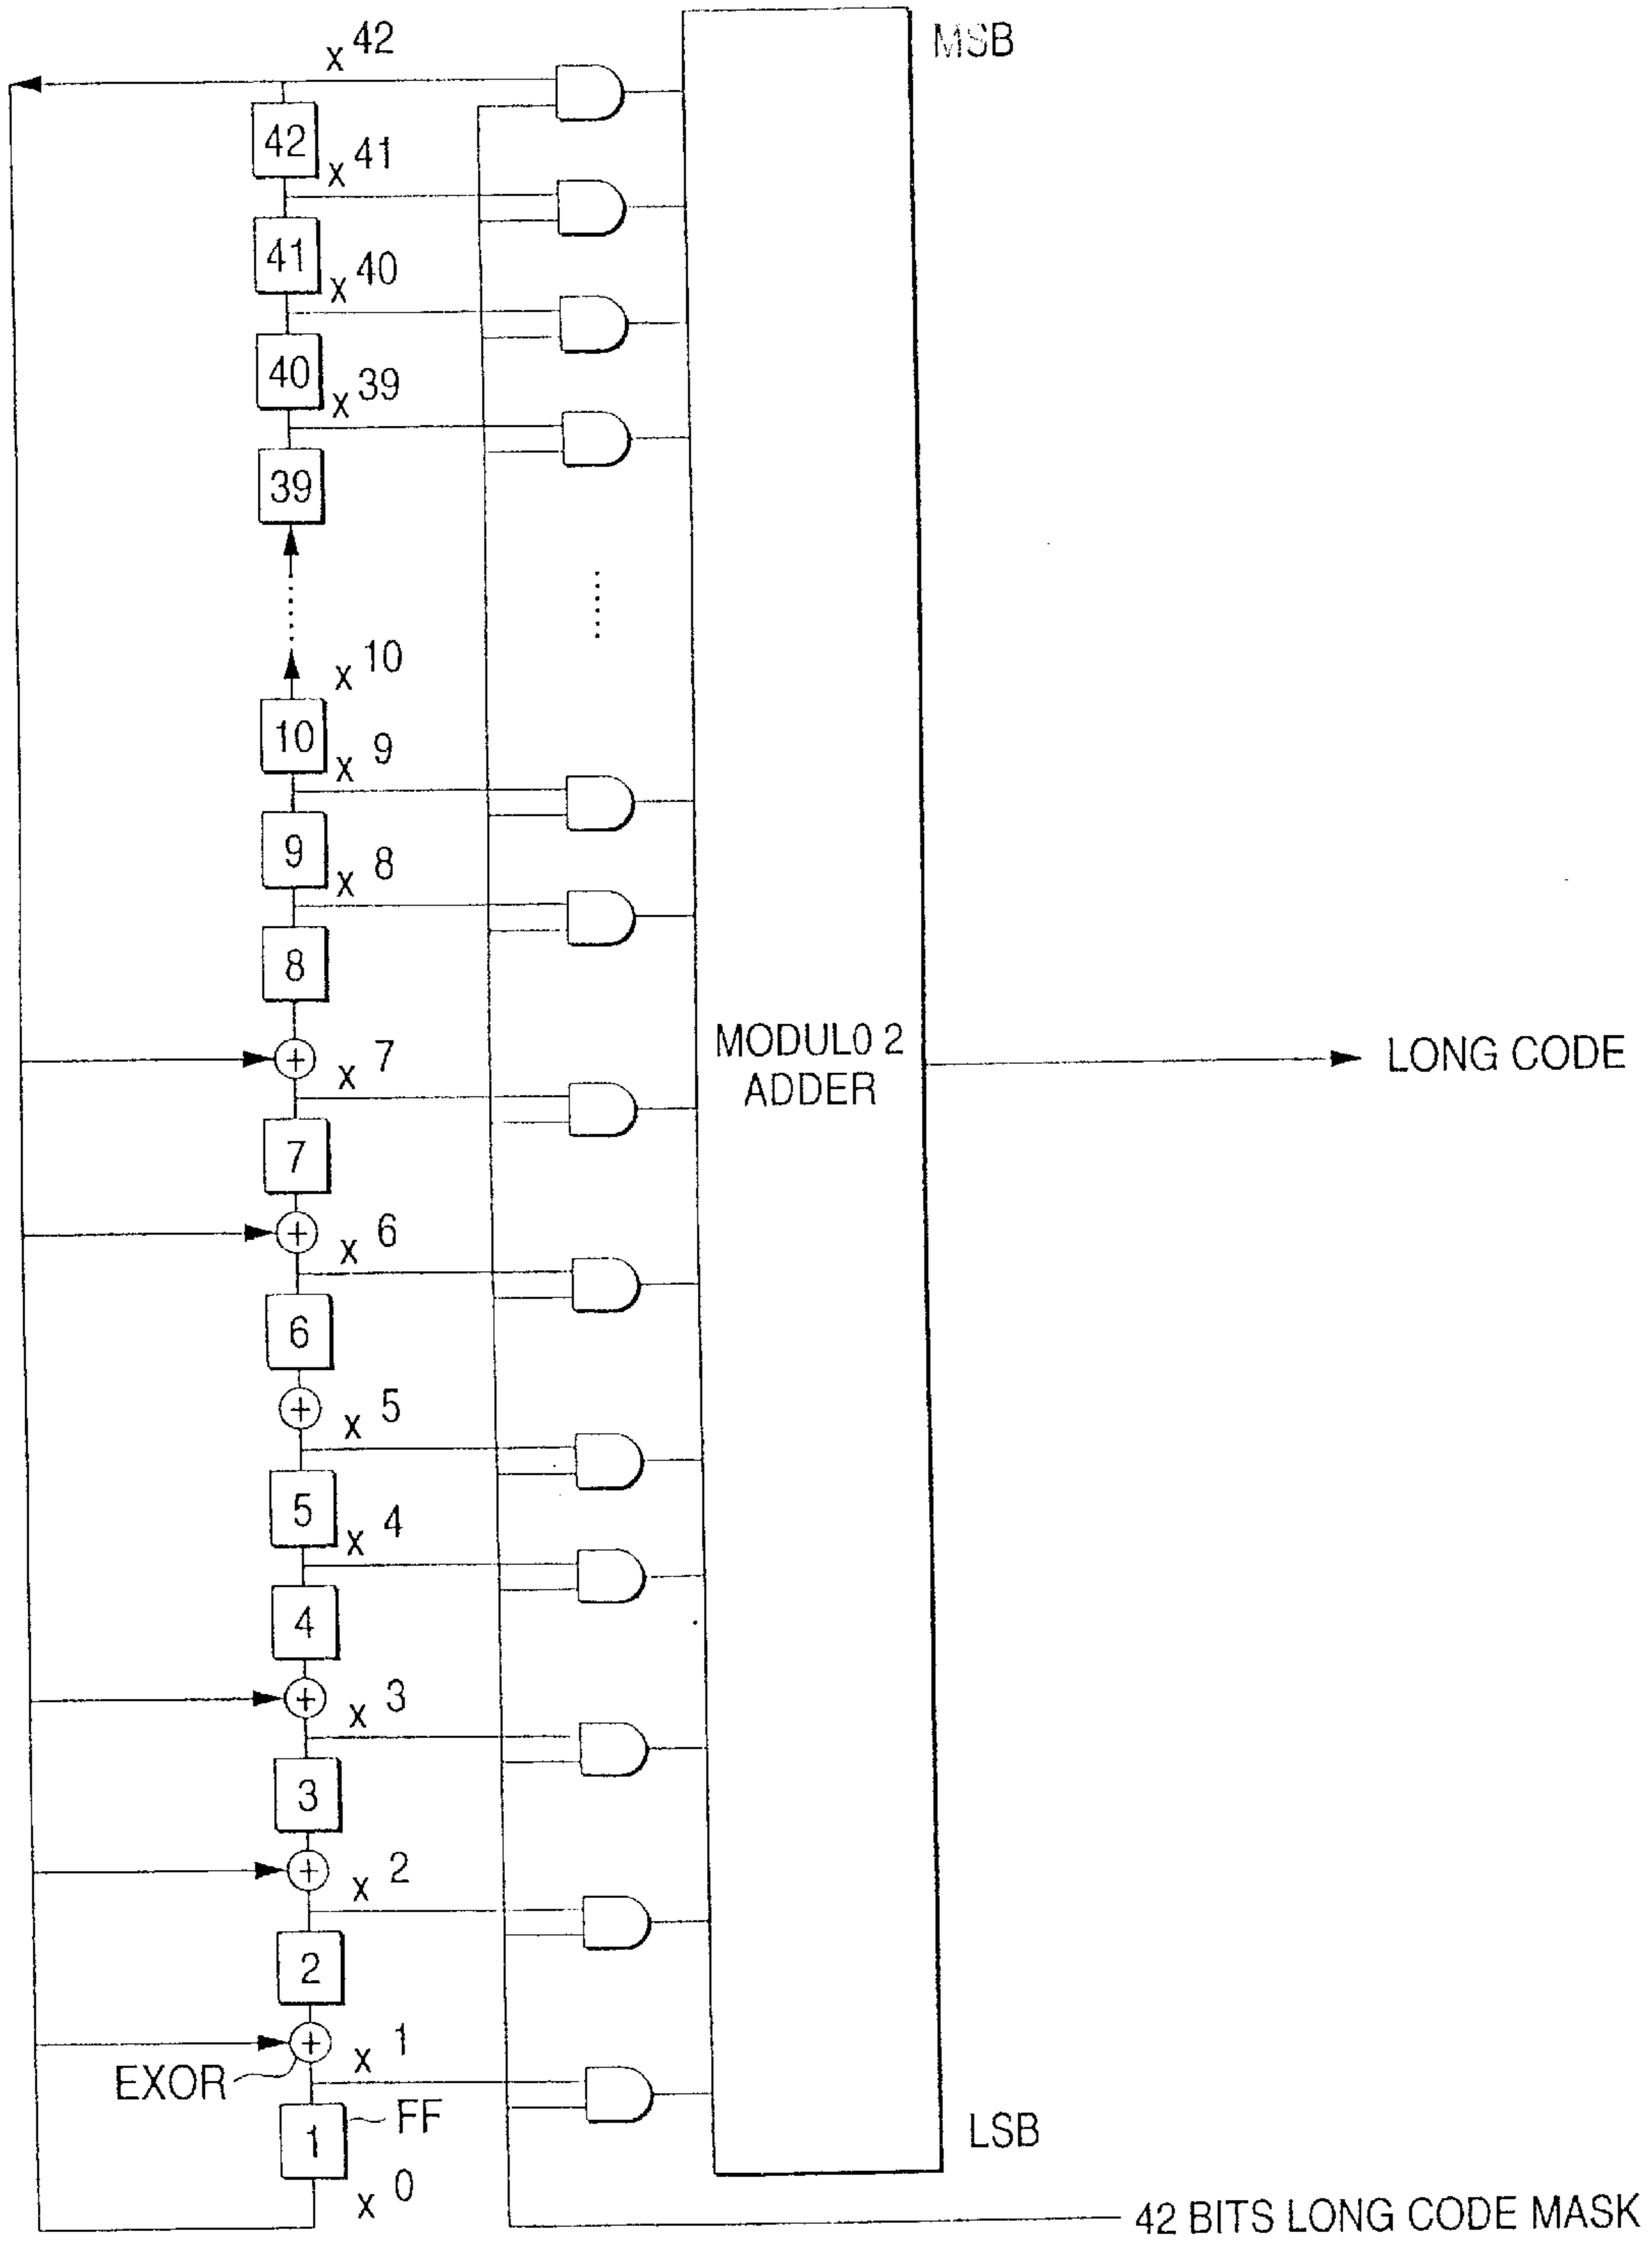 x 42
MSB
42
x 41
41
x 40
40
x 39
39
x 10
10
x 9
9
x 8
8
x 7
MODULO 2
ADDER
LONG CODE
7
x 6
6
x 5
5
x 4
4
x 3
3
x 2
2
x 1
EXOR
FF
1
LSB
x 0
42 BITS LONG CODE MASK